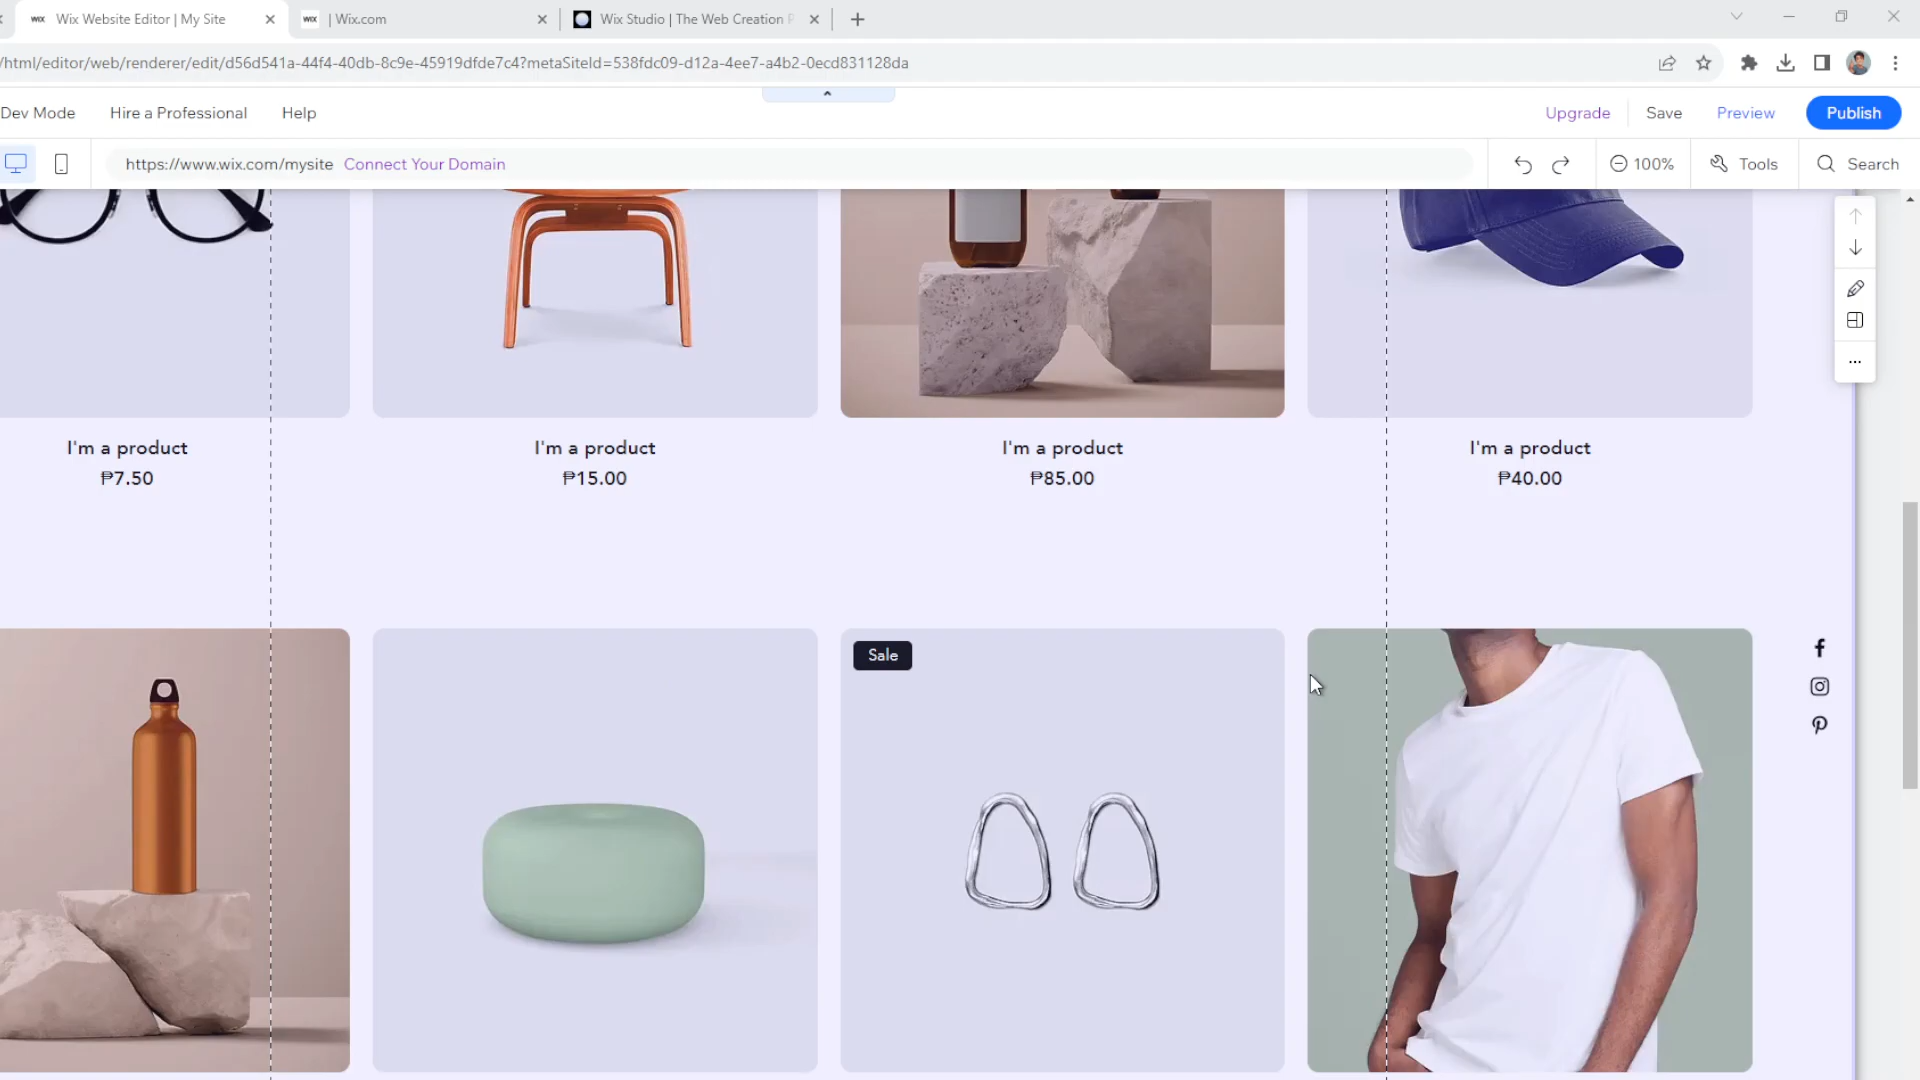 WIX Wix Website Editor | My Site
WIX | Wix.com
Wix Studio | The Web Creation P
/html/editor/web/renderer/edit/d56d541a-44f4-40db-8c9e-45919dfde7c4?metaSiteId=538fdc09-d12a-4ee7-a4b2-0ecd831128da
Dev Mode
Hire a Professional
Help
Upgrade
Save
Preview
Publish
https://www.wix.com/mysite Connect Your Domain
100%
Tools
Search
I'm a product
₱7.50
I'm a product
₱15.00
I'm a product
₱85.00
I'm a product
₱40.00
Sale